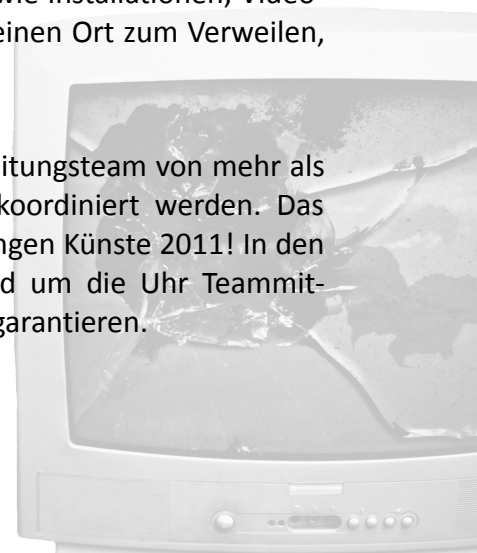 wie Installationen, Video-
einen Ort zum Verweilen,
itungsteam von mehr als
koordiniert werden. Das
ngen Künste 2011! In den
d um die Uhr Teammit-
garantieren.